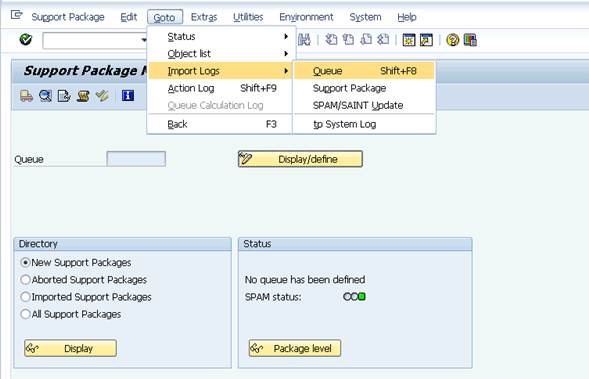 Support Package Edit Goto Extras Utilities Environment System Help
Status
Object list
Import Logs
Action Log Shift+F9
Queue Calculation Log
Back F3
Queue Shift+F8
Support Package
SPAM/SAINT Update
tp System Log
Support Package M
Queue
Display/define
Directory
New Support Packages
Aborted Support Packages
Imported Support Packages
All Support Packages
Display
Status
No queue has been defined
SPAM status:
Package level